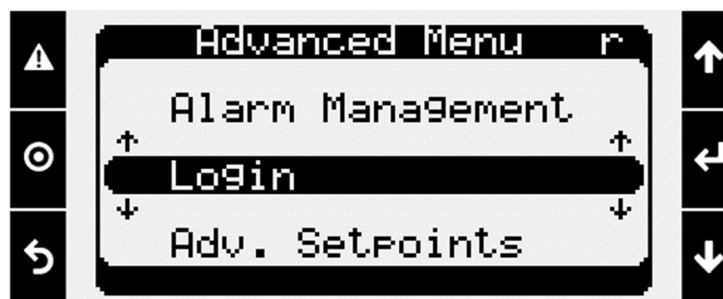 Advanced Menu r
Alarm Management
Login
Adv. Setpoints